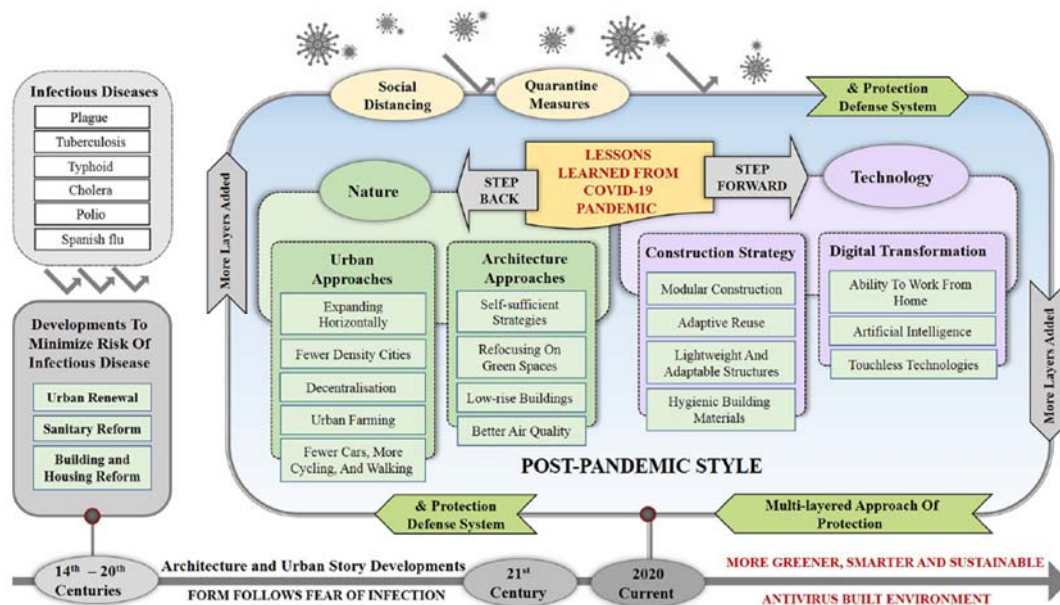 Infectious Diseases
Plague
Tuberculosis
Typhoid
Cholera
Polio
Spanish flu
Developments To
Minimize Risk Of
Infectious Disease
Urban Renewal
Sanitary Reform
Building and
Housing Reform
Social
Distancing
Quarantine
Measures
& Protection
Defense System
More Layers Added
Nature
STEP
BACK
LESSONS
LEARNED FROM
COVID-19
PANDEMIC
STEP
FORWARD
Technology
Urban
Approaches
Expanding
Horizontally
Fewer Density Cities
Decentralisation
Urban Farming
Fewer Cars, More
Cycling, And Walking
Architecture
Approaches
Self-sufficient
Strategies
Refocusing On
Green Spaces
Low-rise Buildings
Better Air Quality
Construction Strategy
Modular Construction
Adaptive Reuse
Lightweight And
Adaptable Structures
Hygienic Building
Materials
Digital Transformation
Ability To Work From
Home
Artificial Intelligence
Touchless Technologies
More Layers Added
POST-PANDEMIC STYLE
& Protection
Defense System
Multi-layered Approach Of
Protection
14th – 20th
Centuries
Architecture and Urban Story Developments
FORM FOLLOWS FEAR OF INFECTION
21st
Century
2020
Current
MORE GREENER, SMARTER AND SUSTAINABLE
ANTIVIRUS BUILT ENVIRONMENT